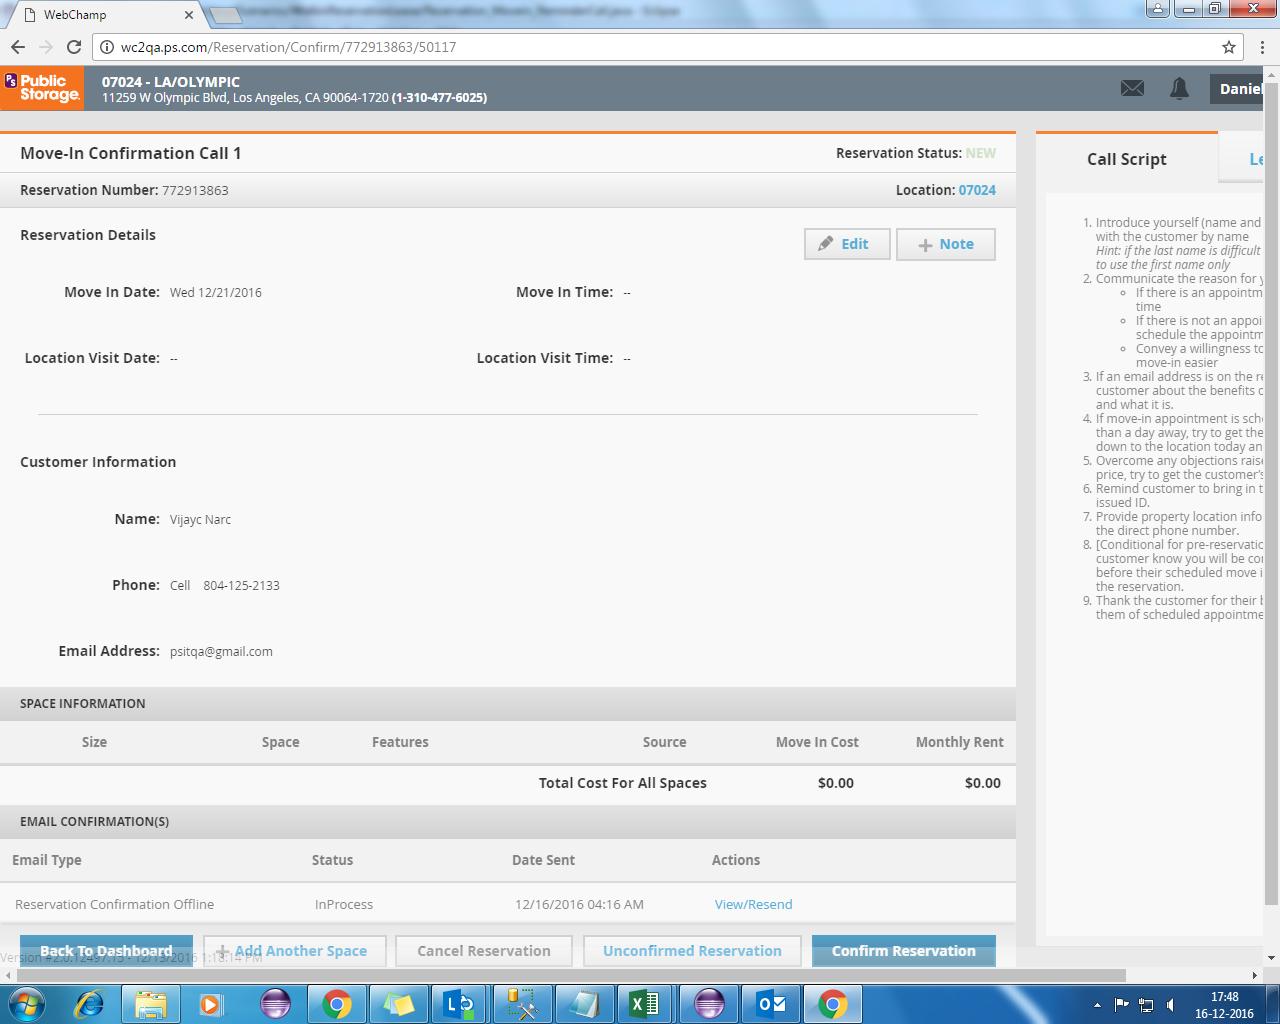 WebChamp
wc2qa.ps.com/Reservation/Confirm/772913863/50117
PS Public Storage.
07024 - LA/OLYMPIC
11259 W Olympic Blvd, Los Angeles, CA 90064-1720 (1-310-477-6025)
Daniel
Move-In Confirmation Call 1
Reservation Status: NEW
Reservation Number: 772913863
Location: 07024
Reservation Details
Edit
+ Note
Move In Date: Wed 12/21/2016
Move In Time: --
Location Visit Date: --
Location Visit Time: --
Customer Information
Name: Vijayc Narc
Phone: Cell 804-125-2133
Email Address: psitqa@gmail.com
SPACE INFORMATION
Size Space Features Source Move In Cost Monthly Rent
Total Cost For All Spaces $0.00 $0.00
EMAIL CONFIRMATION(S)
Email Type Status Date Sent Actions
Reservation Confirmation Offline InProcess 12/16/2016 04:16 AM View/Resend
Back To Dashboard
+ Add Another Space
Cancel Reservation
Unconfirmed Reservation
Confirm Reservation
Version #2.0.12497.13 - 12/15/2016 1:18:14 PM
Call Script
Le
1. Introduce yourself (name and
with the customer by name
Hint: if the last name is difficult
to use the first name only
2. Communicate the reason for y
If there is an appointm
time
If there is not an appoi
schedule the appointm
Convey a willingness to
move-in easier
3. If an email address is on the re
customer about the benefits o
and what it is.
4. If move-in appointment is sche
than a day away, try to get the
down to the location today an
5. Overcome any objections raise
price, try to get the customer's
6. Remind customer to bring in t
issued ID.
7. Provide property location info
the direct phone number.
8. [Conditional for pre-reservatio
customer know you will be con
before their scheduled move i
the reservation.
9. Thank the customer for their b
them of scheduled appointme
17:48
16-12-2016